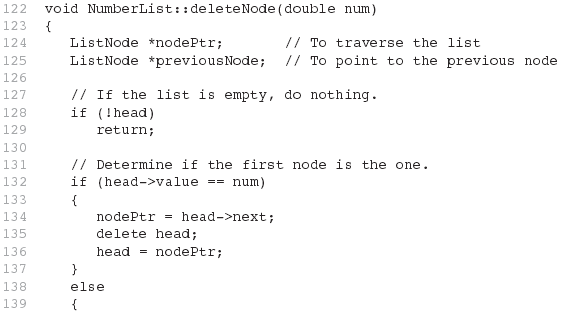 122 void NumberList::deleteNode(double num)
123 {
124    ListNode *nodePtr;       // To traverse the list
125    ListNode *previousNode;  // To point to the previous node
126
127    // If the list is empty, do nothing.
128    if (!head)
129       return;
130
131    // Determine if the first node is the one.
132    if (head->value == num)
133    {
134       nodePtr = head->next;
135       delete head;
136       head = nodePtr;
137    }
138    else
139    {